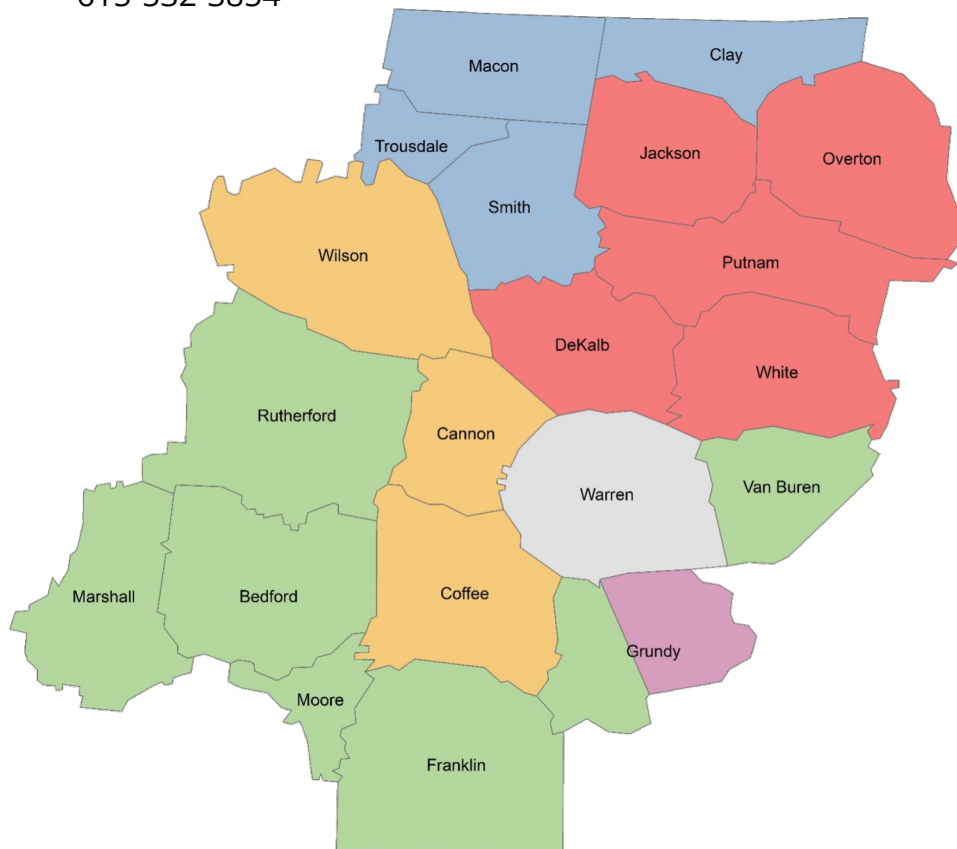 Clay
Macon
Trousdale
Jackson
Overton
Smith
Wilson
Putnam
DeKalb
White
Rutherford
Cannon
Van Buren
Warren
Marshall
Bedford
Coffee
Grundy
Moore
Franklin